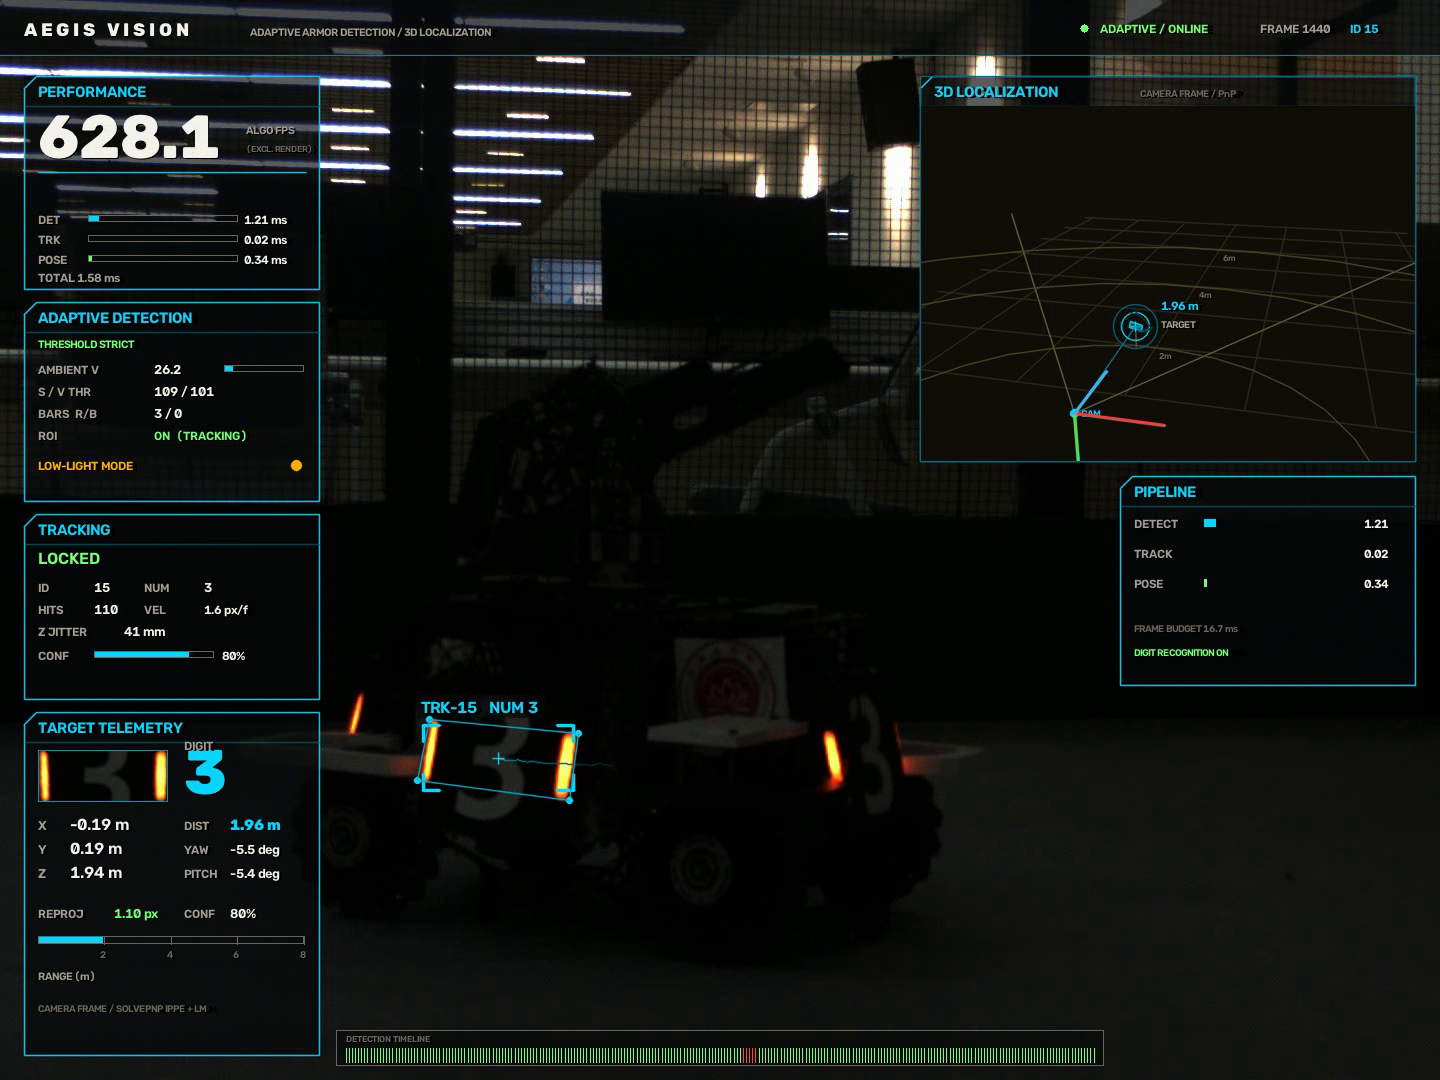 AEGIS VISION
ADAPTIVE ARMOR DETECTION / 3D LOCALIZATION
ADAPTIVE / ONLINE
FRAME 1440
ID 15
PERFORMANCE
628.1
ALGO FPS
(EXCL. RENDER)
DET 1.21 ms
TRK 0.02 ms
POSE 0.34 ms
TOTAL 1.58 ms
ADAPTIVE DETECTION
THRESHOLD STRICT
AMBIENT V 26.2
S / V THR 109 / 101
BARS R/B 3 / 0
ROI ON (TRACKING)
LOW-LIGHT MODE
TRACKING
LOCKED
ID 15 NUM 3
HITS 110 VEL 1.6 px/f
Z JITTER 41 mm
CONF 80%
TARGET TELEMETRY
3
DIGIT
3
X -0.19 m DIST 1.96 m
Y 0.19 m YAW -5.5 deg
Z 1.94 m PITCH -5.4 deg
REPROJ 1.10 px CONF 80%
2 4 6 8
RANGE (m)
CAMERA FRAME / SOLVEPNP IPPE + LM
3D LOCALIZATION
CAMERA FRAME / PnP
6m
4m
1.96 m
TARGET
2m
CAM
PIPELINE
DETECT 1.21
TRACK 0.02
POSE 0.34
FRAME BUDGET 16.7 ms
DIGIT RECOGNITION ON
TRK-15 NUM 3
3
3
DETECTION TIMELINE